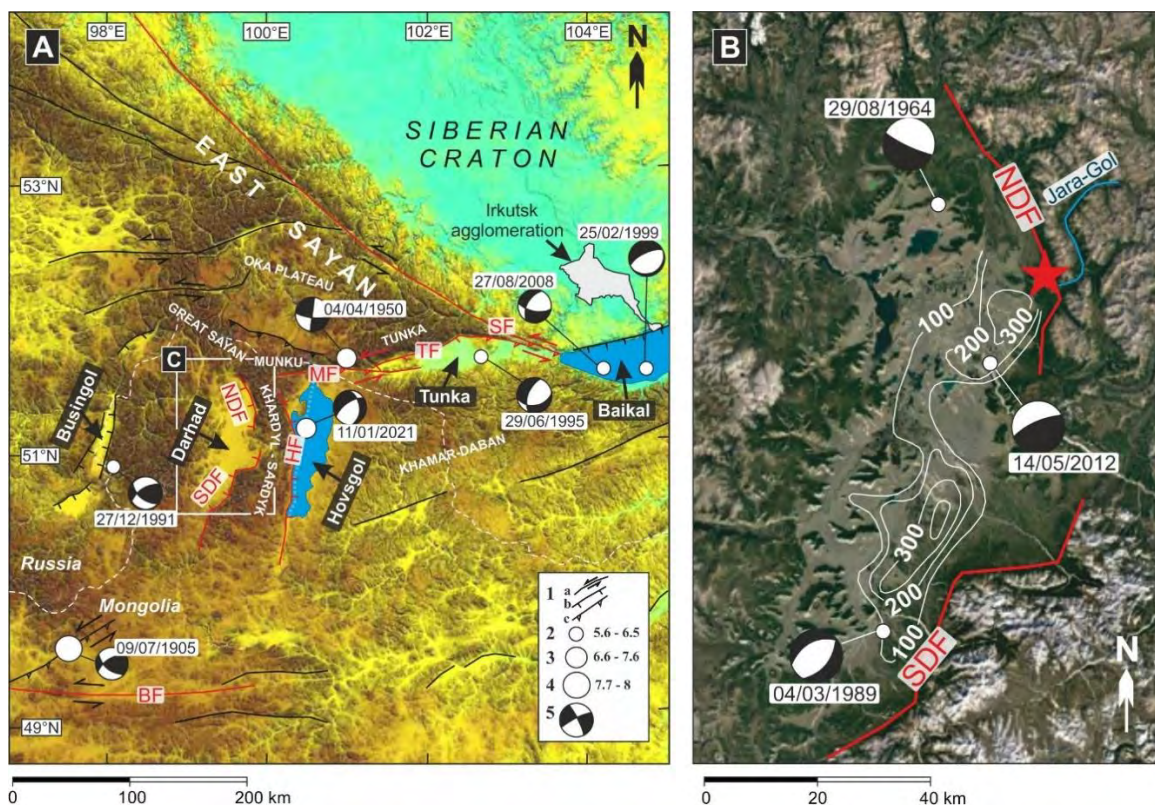 A
98°E
100°E
102°E
104°E
N
SIBERIAN
CRATON
53°N
EAST SAYAN
Irkutsk
agglomeration
25/02/1999
27/08/2008
OKA PLATEAU
04/04/1950
GREAT SAYAN
TUNKA
SF
TF
C
MUNKU
MF
Tunka
Baikal
29/06/1995
Busingol
NDF
Darhad
KHARDYL - SARDYK
HF
11/01/2021
51°N
SDF
Hovsgol
KHAMAR-DABAN
27/12/1991
Russia
Mongolia
09/07/1905
BF
49°N
1 a
b
c
2 5.6 - 6.5
3 6.6 - 7.6
4 7.7 - 8
5
0 100 200 km
B
29/08/1964
NDF
Jara-Gol
100
200
300
14/05/2012
300
200
100
04/03/1989
SDF
N
0 20 40 km